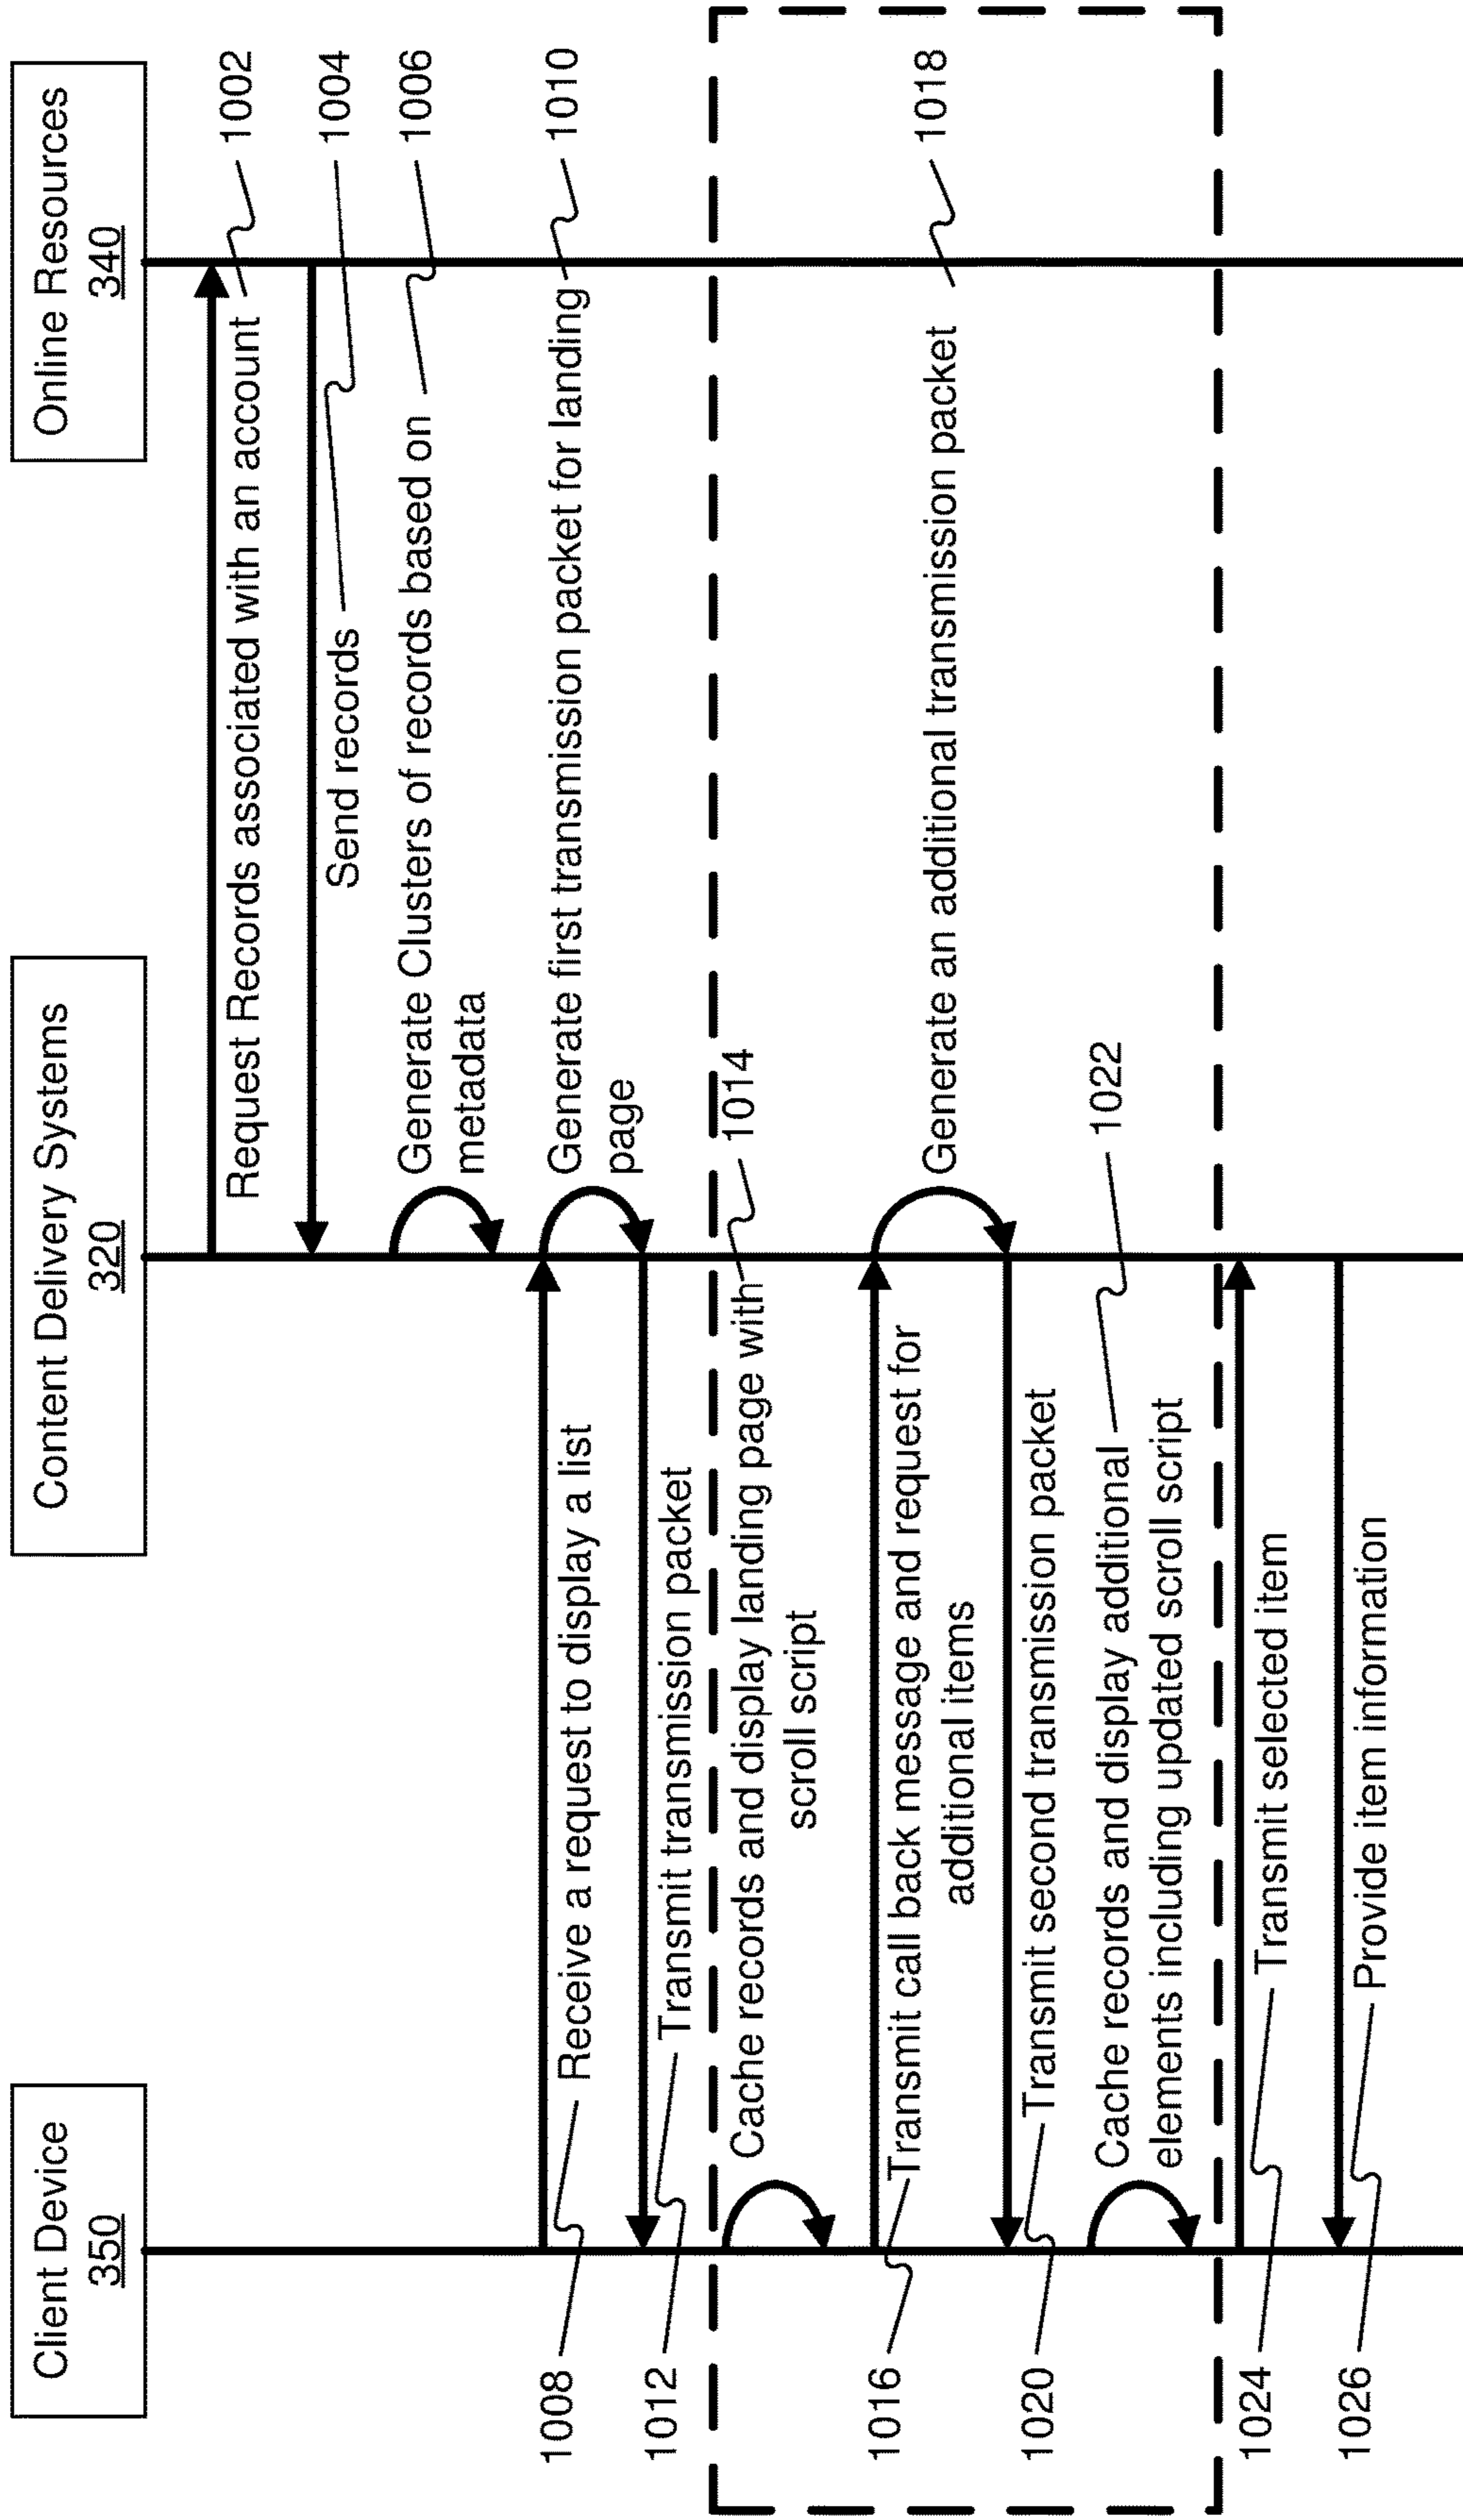 Client Device
350
Content Delivery Systems
320
Online Resources
340
1002
Request Records associated with an account
1004
Send records
1006
Generate Clusters of records based on
metadata
1008
Receive a request to display a list
1010
Generate first transmission packet for landing
page
1012
Transmit transmission packet
1014
Cache records and display landing page with
scroll script
1016
Transmit call back message and request for
additional items
1018
Generate an additional transmission packet
1020
Transmit second transmission packet
1022
Cache records and display additional
elements including updated scroll script
1024
Transmit selected item
1026
Provide item information